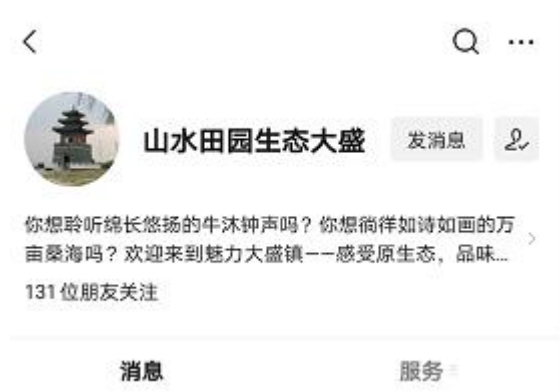 山水田园生态大盛
发消息
你想聆听绵长悠扬的牛沐钟声吗？你想徜徉如诗如画的万
亩桑海吗？欢迎来到魅力大盛镇——感受原生态，品味...
131位朋友关注
消息
服务